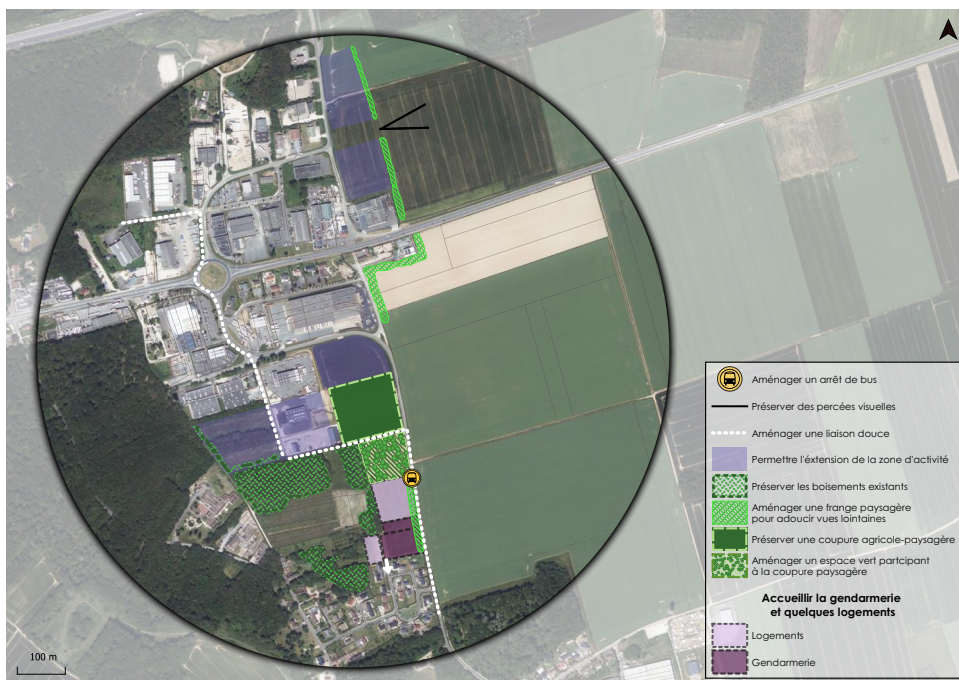 Aménager un arrêt de bus
Préserver des percées visuelles
Aménager une liaison douce
Permettre l'éxtension de la zone d'activité
Préserver les boisements existants
Aménager une frange paysagère
pour adoucir vues lointaines
Préserver une coupure agricole-paysagère
Aménager un espace vert partcipant
à la coupure paysagère
Accueillir la gendarmerie
et quelques logements
Logements
Gendarmerie
100 m